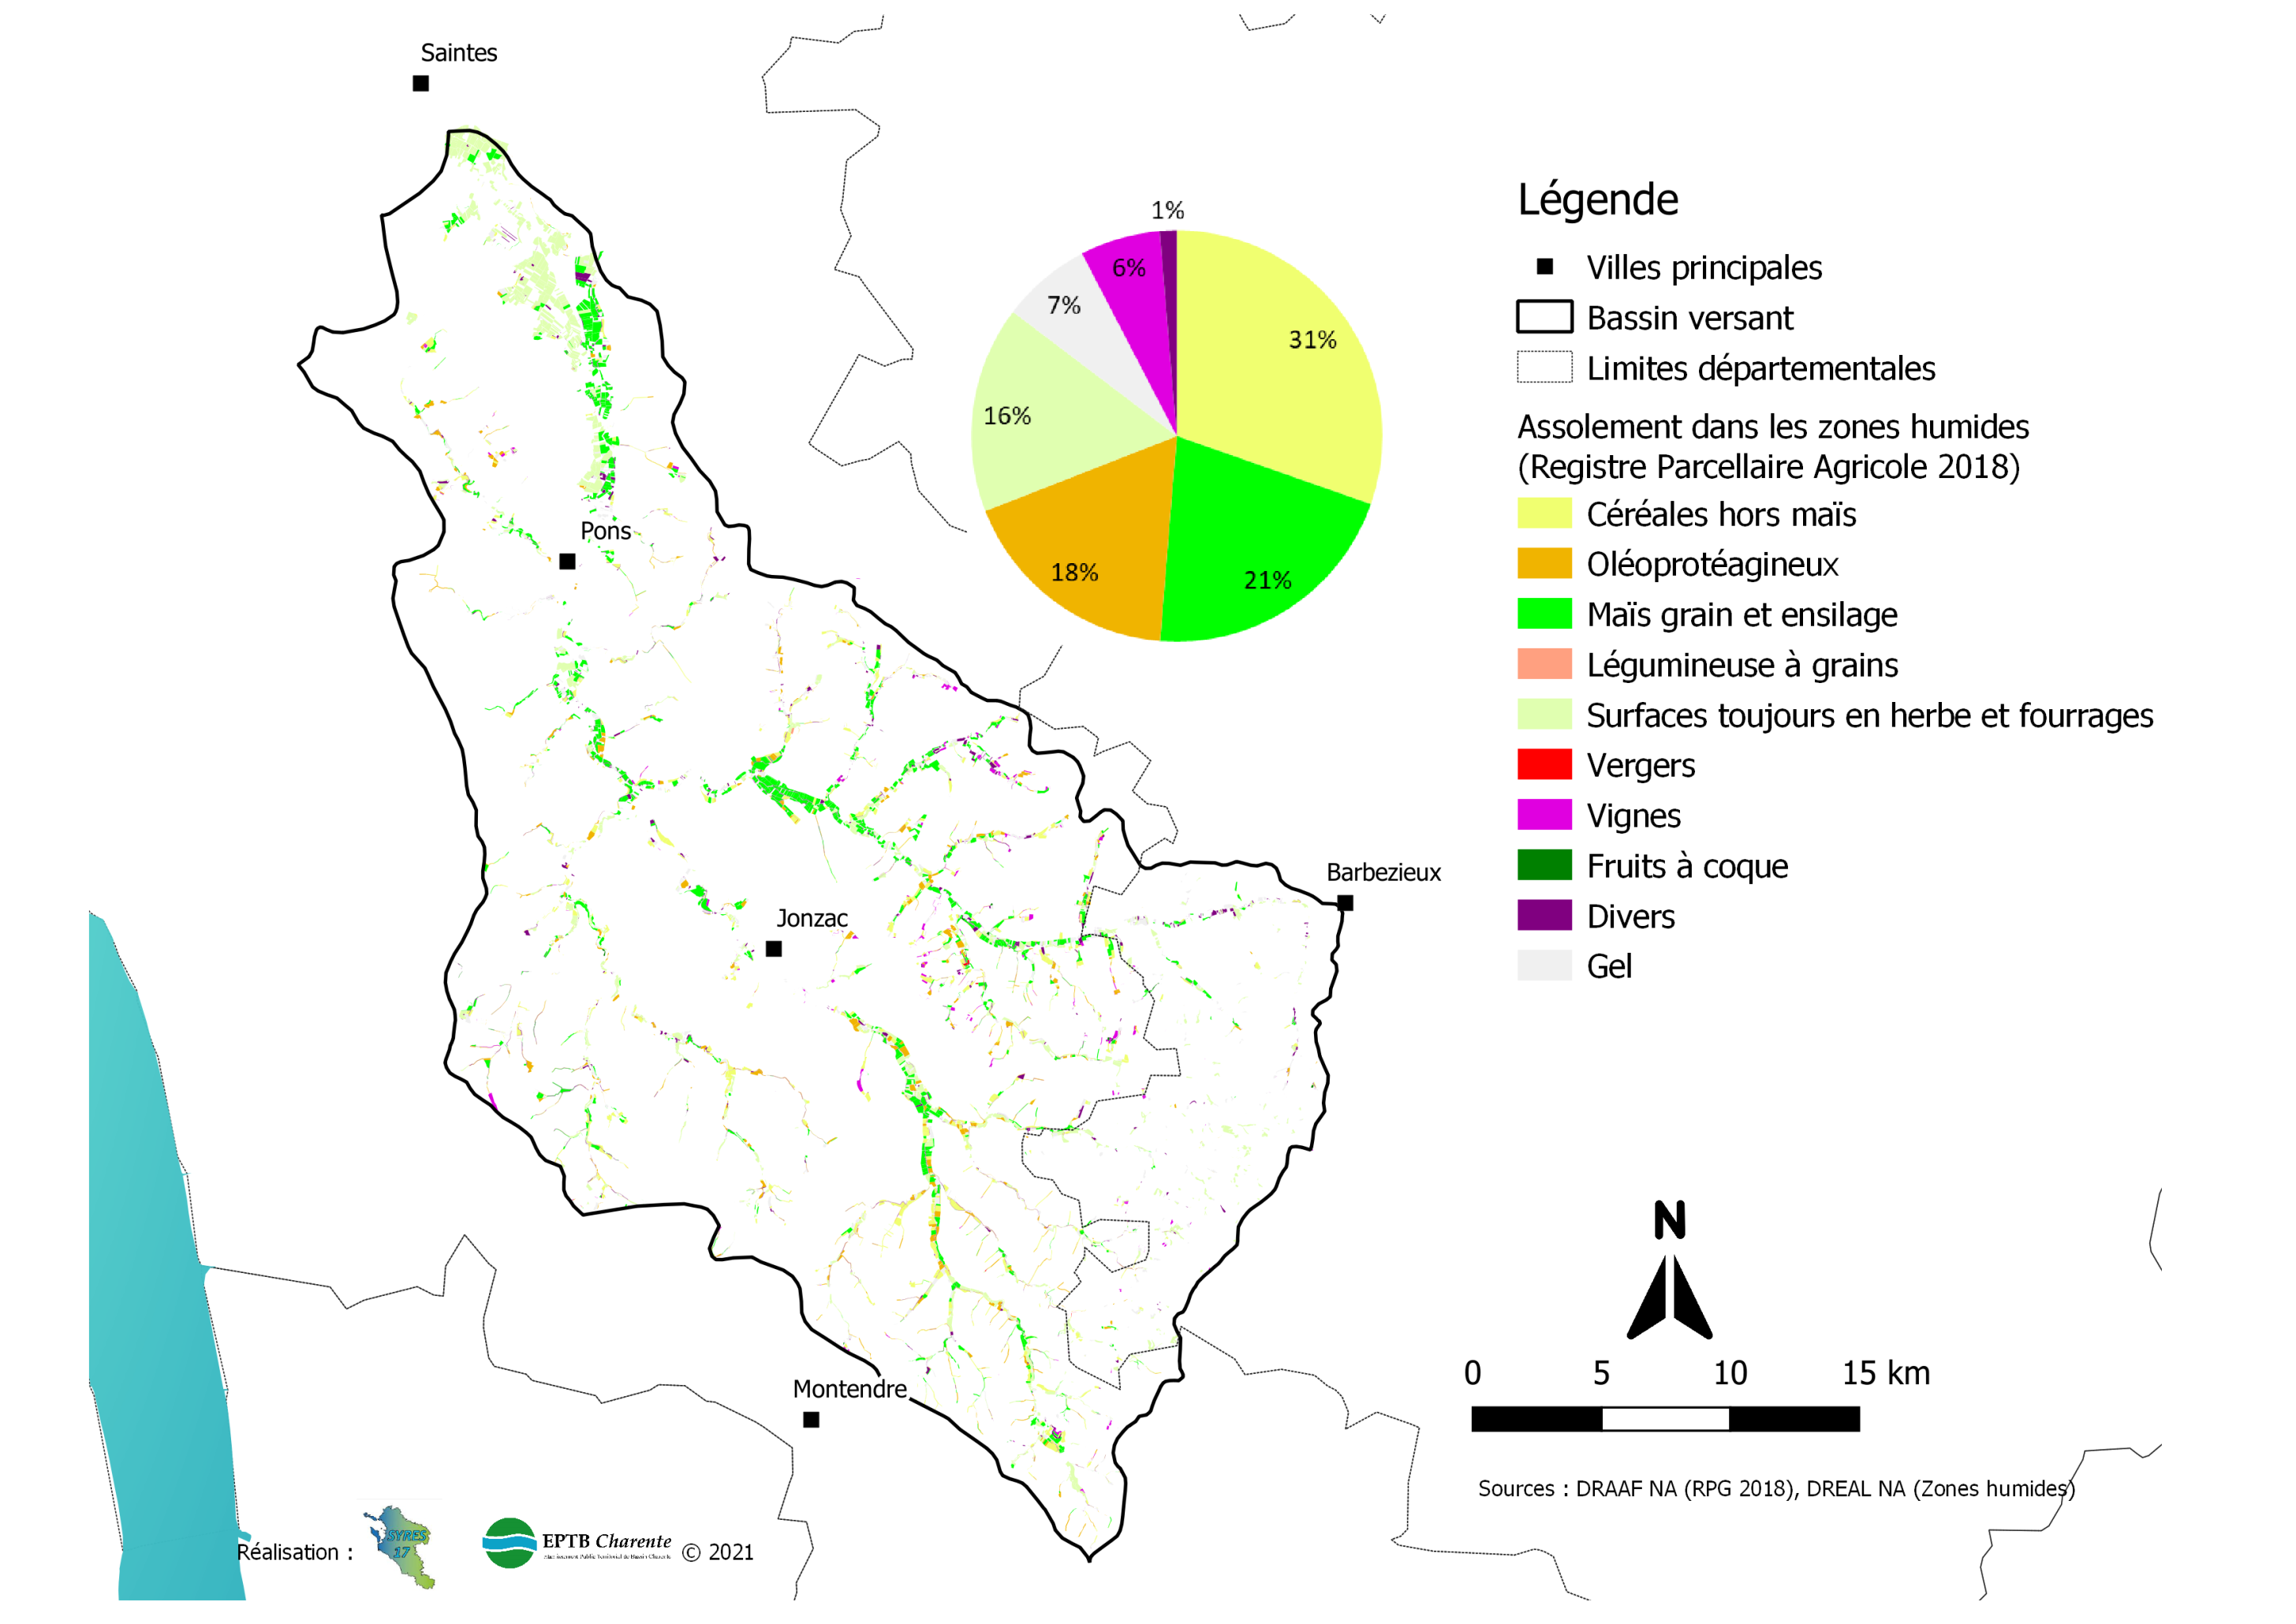 Saintes
Pons
Jonzac
Barbezieux
Montendre
1%
6%
7%
31%
16%
18%
21%
Légende
Villes principales
Bassin versant
Limites départementales
Assolement dans les zones humides
(Registre Parcellaire Agricole 2018)
Céréales hors maïs
Oléoprotéagineux
Maïs grain et ensilage
Légumineuse à grains
Surfaces toujours en herbe et fourrages
Vergers
Vignes
Fruits à coque
Divers
Gel
N
0 5 10 15 km
Sources : DRAAF NA (RPG 2018), DREAL NA (Zones humides)
Réalisation :
SYRES
17
EPTB Charente
© 2021